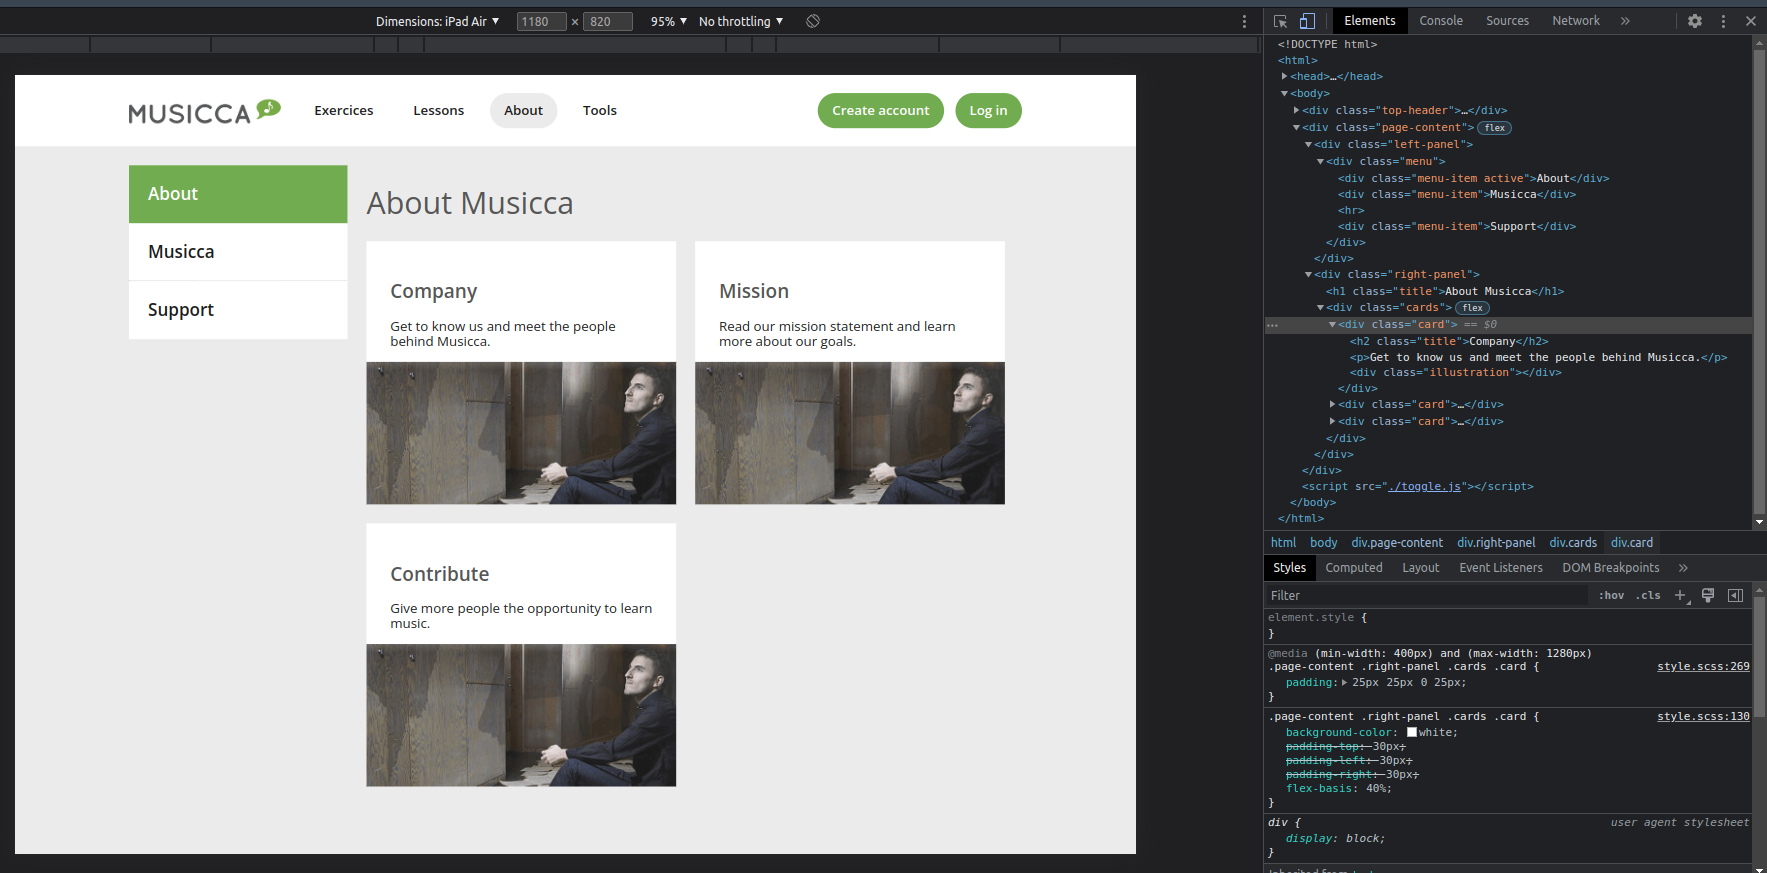 Dimensions: iPad Air ▼ 1180 × 820 95% ▼ No throttling ▼
Elements Console Sources Network »
MUSICCA Exercices Lessons About Tools Create account Log in
About
Musicca
Support
About Musicca
Company
Get to know us and meet the people
behind Musicca.
Mission
Read our mission statement and learn
more about our goals.
Contribute
Give more people the opportunity to learn
music.
<!DOCTYPE html>
<html>
<head>…</head>
<body>
<div class="top-header">…</div>
<div class="page-content"> flex
<div class="left-panel">
<div class="menu">
<div class="menu-item active">About</div>
<div class="menu-item">Musicca</div>
<hr>
<div class="menu-item">Support</div>
</div>
</div>
<div class="right-panel">
<h1 class="title">About Musicca</h1>
<div class="cards"> flex
<div class="card"> == $0
<h2 class="title">Company</h2>
<p>Get to know us and meet the people behind Musicca.</p>
<div class="illustration"></div>
</div>
<div class="card">…</div>
<div class="card">…</div>
</div>
</div>
</div>
<script src="./toggle.js"></script>
</body>
</html>
html body div.page-content div.right-panel div.cards div.card
Styles Computed Layout Event Listeners DOM Breakpoints »
Filter :hov .cls +
element.style {
}
@media (min-width: 400px) and (max-width: 1280px)
.page-content .right-panel .cards .card { style.scss:269
padding: 25px 25px 0 25px;
}
.page-content .right-panel .cards .card { style.scss:130
background-color: white;
padding-top: 30px;
padding-left: 30px;
padding-right: 30px;
flex-basis: 40%;
}
div { user agent stylesheet
display: block;
}